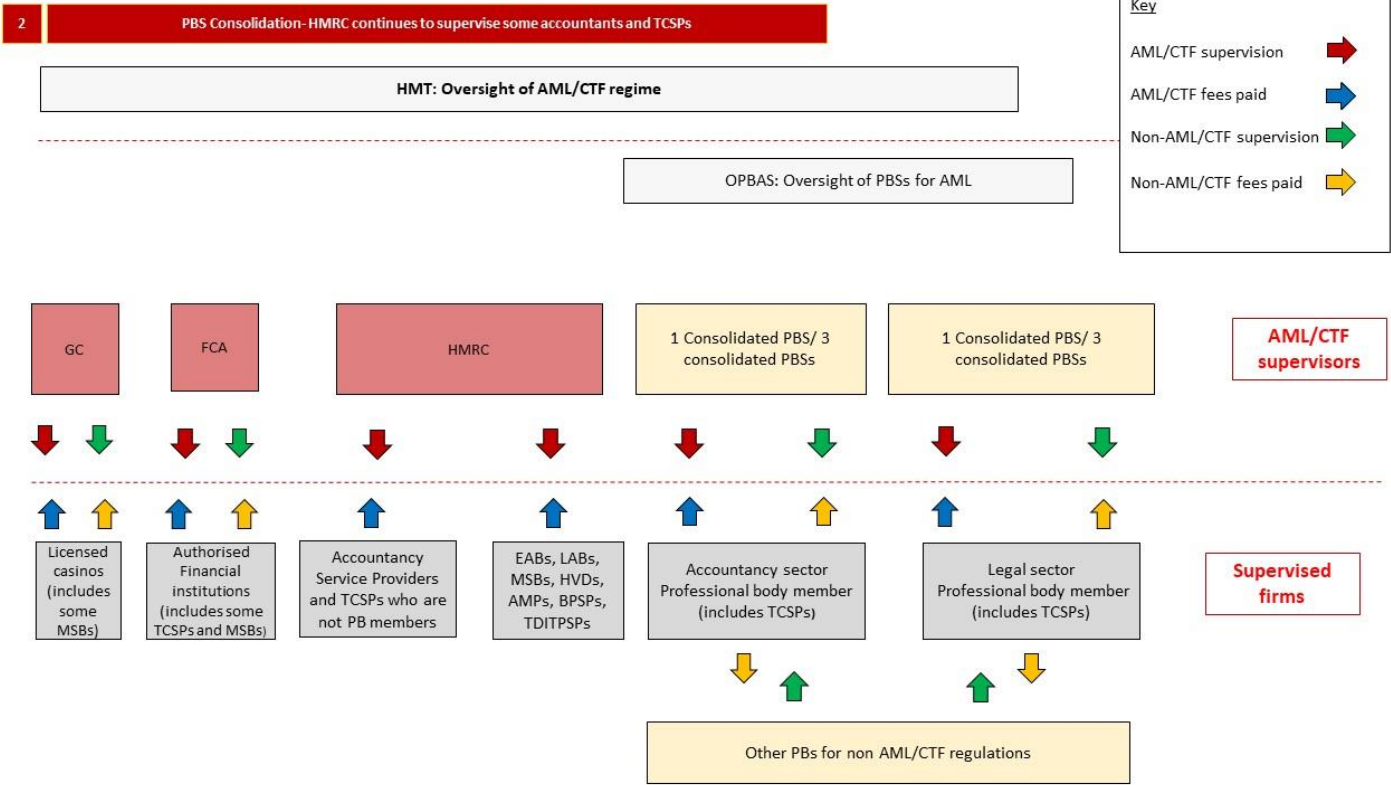 2
PBS Consolidation- HMRC continues to supervise some accountants and TCSPs
Key
AML/CTF supervision
AML/CTF fees paid
Non-AML/CTF supervision
Non-AML/CTF fees paid
HMT: Oversight of AML/CTF regime
OPBAS: Oversight of PBSs for AML
GC
FCA
HMRC
1 Consolidated PBS/ 3
consolidated PBSs
1 Consolidated PBS/ 3
consolidated PBSs
AML/CTF
supervisors
Licensed
casinos
(includes
some
MSBs)
Authorised
Financial
institutions
(includes some
TCSPs and MSBs)
Accountancy
Service Providers
and TCSPs who are
not PB members
EABs, LABs,
MSBs, HVDs,
AMPs, BPSPs,
TDITPSPs
Accountancy sector
Professional body member
(includes TCSPs)
Legal sector
Professional body member
(includes TCSPs)
Supervised
firms
Other PBs for non AML/CTF regulations